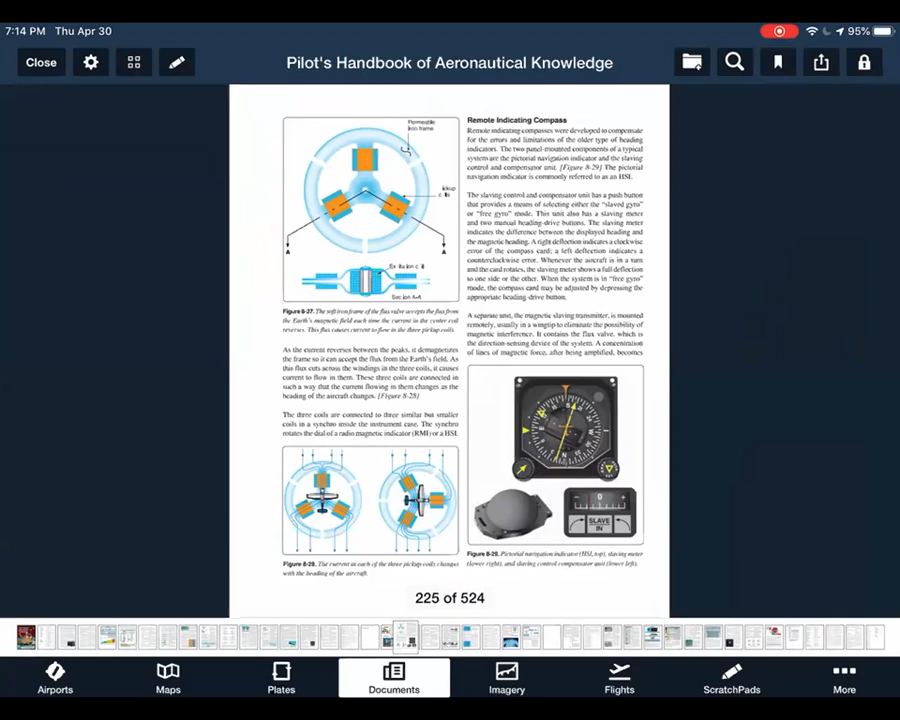 7:14 PM Thu Apr 30
95%
Close
Pilot's Handbook of Aeronautical Knowledge
Permeable
iron frame
A
A
Section A-A
Figure 8-27. The soft iron frame of the flux valve accepts the flux from
the Earth's magnetic field each time the current in the center coil
reverses. This flux causes current to flow in the three pickup coils.
As the current reverses between the peaks, it demagnetizes
the frame so it can accept the flux from the Earth's field. As
this flux cuts across the windings in the three coils, it causes
current to flow in them. These three coils are connected in
such a way that the current flowing in them changes as the
heading of the aircraft changes. [Figure 8-28]
The three coils are connected to three similar but smaller
coils in a synchro inside the instrument case. The synchro
rotates the dial of a radio magnetic indicator (RMI) or a HSI.
Figure 8-28. The current in each of the three pickup coils changes
with the heading of the aircraft.
Remote Indicating Compass
Remote indicating compasses were developed to compensate
for the errors and limitations of the older type of heading
indicators. The two panel-mounted components of a typical
system are the pictorial navigation indicator and the slaving
control and compensator unit. [Figure 8-29] The pictorial
navigation indicator is commonly referred to as an HSI.
The slaving control and compensator unit has a push button
that provides a means of selecting either the "slaved gyro"
or "free gyro" mode. This unit also has a slaving meter
and two manual heading-drive buttons. The slaving meter
indicates the difference between the displayed heading and
the magnetic heading. A right deflection indicates a clockwise
error of the compass card; a left deflection indicates a
counterclockwise error. Whenever the aircraft is in a turn
and the card rotates, the slaving meter shows a full deflection
to one side or the other. When the system is in "free gyro"
mode, the compass card may be adjusted by depressing the
appropriate heading-drive button.
A separate unit, the magnetic slaving transmitter, is mounted
remotely, usually in a wingtip to eliminate the possibility of
magnetic interference. It contains the flux valve, which is
the direction-sensing device of the system. A concentration
of lines of magnetic force, after being amplified, becomes
- 0 +
SLAVE
IN
Figure 8-29. Pictorial navigation indicator (HSI, top), slaving meter
(lower right), and slaving control compensator unit (lower left).
225 of 524
Airports
Maps
Plates
Documents
Imagery
Flights
ScratchPads
More